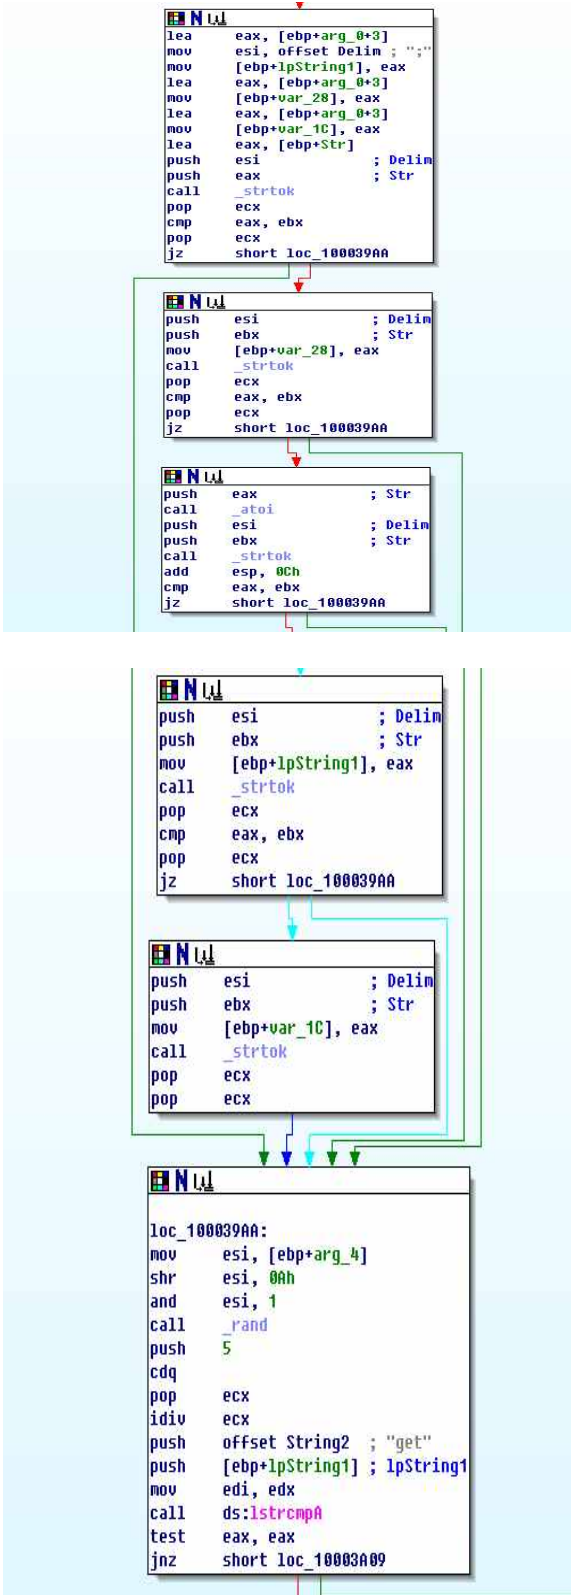 lea eax, [ebp+arg_0+3]
mov esi, offset Delim ; ";"
mov [ebp+lpString1], eax
lea eax, [ebp+arg_0+3]
mov [ebp+var_28], eax
lea eax, [ebp+arg_0+3]
mov [ebp+var_1C], eax
lea eax, [ebp+Str]
push esi ; Delim
push eax ; Str
call _strtok
pop ecx
cmp eax, ebx
pop ecx
jz short loc_100039AA
push esi ; Delim
push ebx ; Str
mov [ebp+var_28], eax
call _strtok
pop ecx
cmp eax, ebx
pop ecx
jz short loc_100039AA
push eax ; Str
call _atoi
push esi ; Delim
push ebx ; Str
call _strtok
add esp, 0Ch
cmp eax, ebx
jz short loc_100039AA
push esi ; Delim
push ebx ; Str
mov [ebp+lpString1], eax
call _strtok
pop ecx
cmp eax, ebx
pop ecx
jz short loc_100039AA
push esi ; Delim
push ebx ; Str
mov [ebp+var_1C], eax
call _strtok
pop ecx
pop ecx
loc_100039AA:
mov esi, [ebp+arg_4]
shr esi, 0Ah
and esi, 1
call _rand
push 5
cdq
pop ecx
idiv ecx
push offset String2 ; "get"
push [ebp+lpString1] ; lpString1
mov edi, edx
call ds:lstrcmpA
test eax, eax
jnz short loc_10003A09